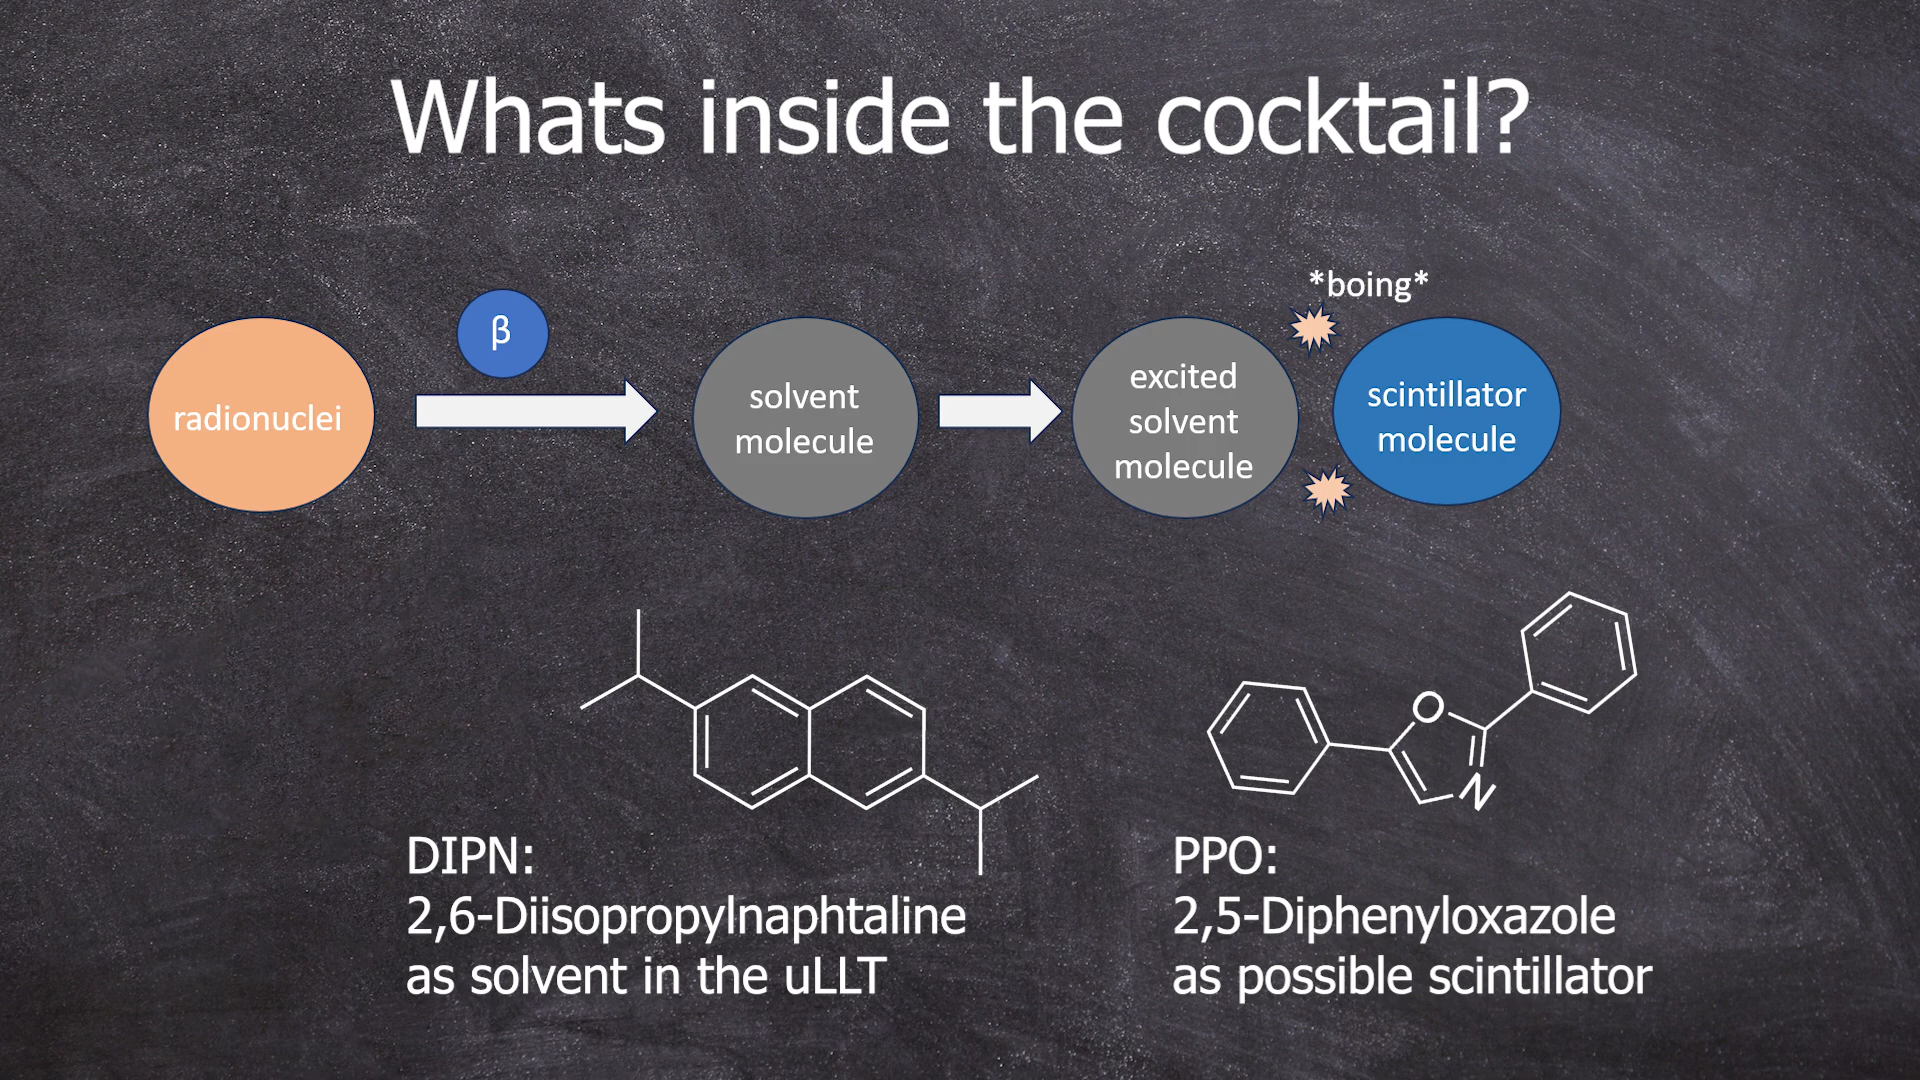 Whats inside the cocktail?
*boing*
β
radionuclei
solvent
molecule
excited
solvent
molecule
scintillator
molecule
O
N
DIPN:
2,6-Diisopropylnaphtaline
as solvent in the uLLT
PPO:
2,5-Diphenyloxazole
as possible scintillator